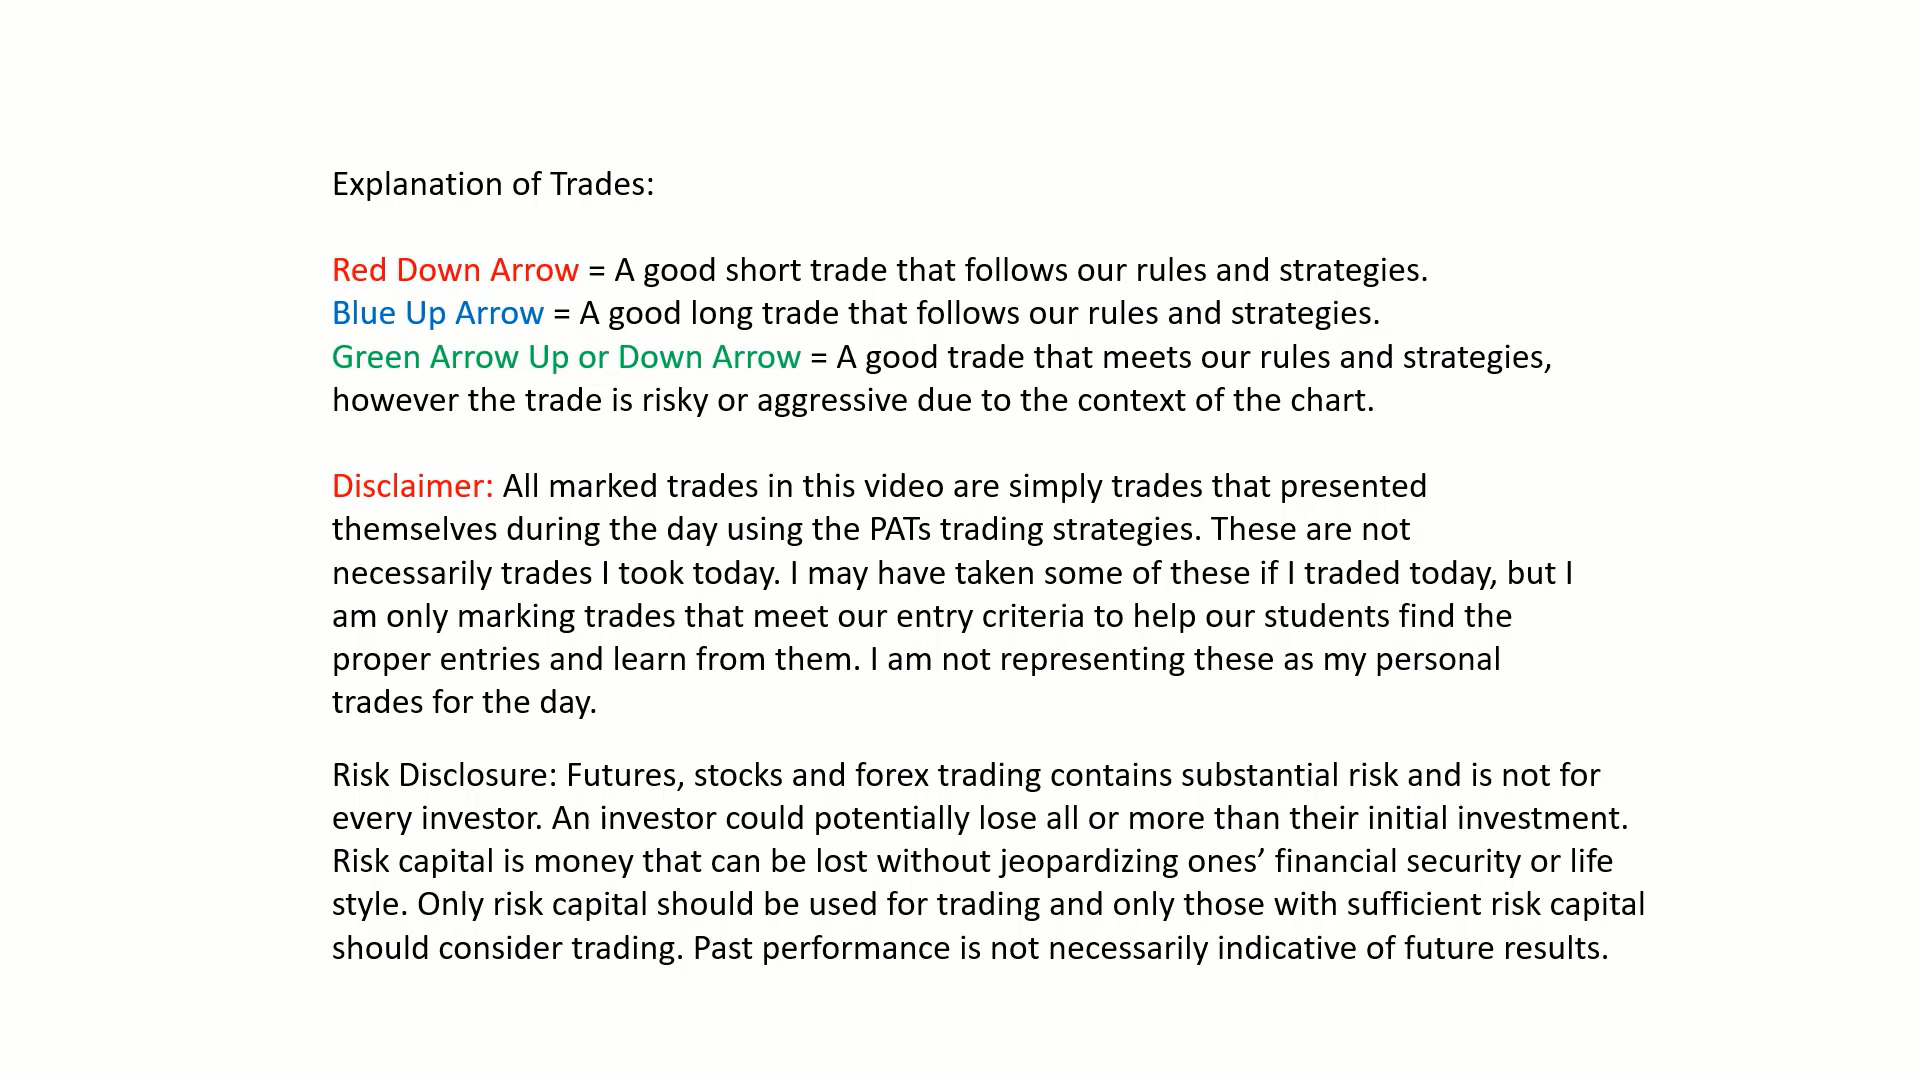 Explanation of Trades:
Red Down Arrow = A good short trade that follows our rules and strategies.
Blue Up Arrow = A good long trade that follows our rules and strategies.
Green Arrow Up or Down Arrow = A good trade that meets our rules and strategies,
however the trade is risky or aggressive due to the context of the chart.
Disclaimer: All marked trades in this video are simply trades that presented
themselves during the day using the PATs trading strategies. These are not
necessarily trades I took today. I may have taken some of these if I traded today, but I
am only marking trades that meet our entry criteria to help our students find the
proper entries and learn from them. I am not representing these as my personal
trades for the day.
Risk Disclosure: Futures, stocks and forex trading contains substantial risk and is not for
every investor. An investor could potentially lose all or more than their initial investment.
Risk capital is money that can be lost without jeopardizing ones’ financial security or life
style. Only risk capital should be used for trading and only those with sufficient risk capital
should consider trading. Past performance is not necessarily indicative of future results.